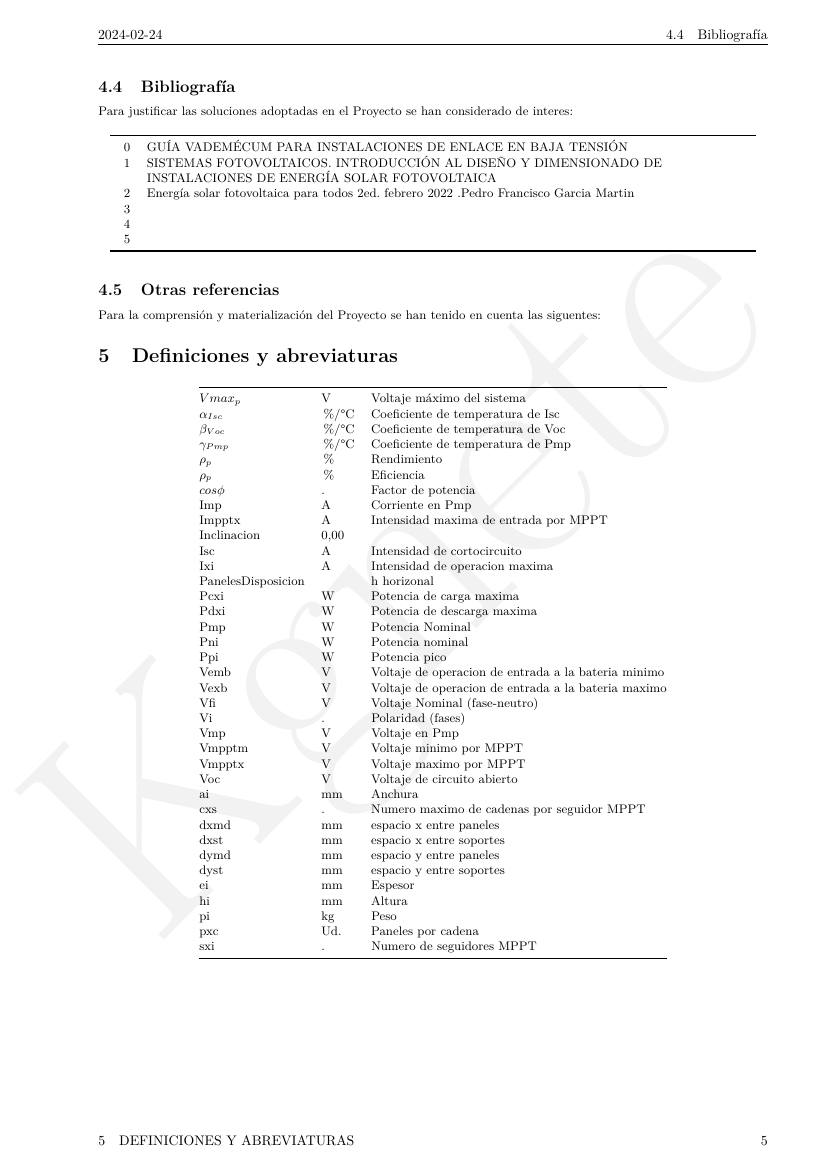 2024-02-24 4.4 Bibliografía
4.4 Bibliografía
Para justificar las soluciones adoptadas en el Proyecto se han considerado de interes:
0 GUÍA VADEMÉCUM PARA INSTALACIONES DE ENLACE EN BAJA TENSIÓN
1 SISTEMAS FOTOVOLTAICOS. INTRODUCCIÓN AL DISEÑO Y DIMENSIONADO DE
INSTALACIONES DE ENERGÍA SOLAR FOTOVOLTAICA
2 Energía solar fotovoltaica para todos 2ed. febrero 2022 .Pedro Francisco Garcia Martin
3
4
5
4.5 Otras referencias
Para la comprensión y materialización del Proyecto se han tenido en cuenta las siguentes:
5 Definiciones y abreviaturas
Vmaxp V Voltaje máximo del sistema
αIsc %/°C Coeficiente de temperatura de Isc
βVoc %/°C Coeficiente de temperatura de Voc
γPmp %/°C Coeficiente de temperatura de Pmp
ρp % Rendimiento
ρp % Eficiencia
cosϕ . Factor de potencia
Imp A Corriente en Pmp
Impptx A Intensidad maxima de entrada por MPPT
Inclinacion 0,00
Isc A Intensidad de cortocircuito
Ixi A Intensidad de operacion maxima
PanelesDisposicion h horizonal
Pcxi W Potencia de carga maxima
Pdxi W Potencia de descarga maxima
Pmp W Potencia Nominal
Pni W Potencia nominal
Ppi W Potencia pico
Vemb V Voltaje de operacion de entrada a la bateria minimo
Vexb V Voltaje de operacion de entrada a la bateria maximo
Vfi V Voltaje Nominal (fase-neutro)
Vi . Polaridad (fases)
Vmp V Voltaje en Pmp
Vmpptm V Voltaje minimo por MPPT
Vmpptx V Voltaje maximo por MPPT
Voc V Voltaje de circuito abierto
ai mm Anchura
cxs . Numero maximo de cadenas por seguidor MPPT
dxmd mm espacio x entre paneles
dxst mm espacio x entre soportes
dymd mm espacio y entre paneles
dyst mm espacio y entre soportes
ei mm Espesor
hi mm Altura
pi kg Peso
pxc Ud. Paneles por cadena
sxi . Numero de seguidores MPPT
Kgnete
5 DEFINICIONES Y ABREVIATURAS 5